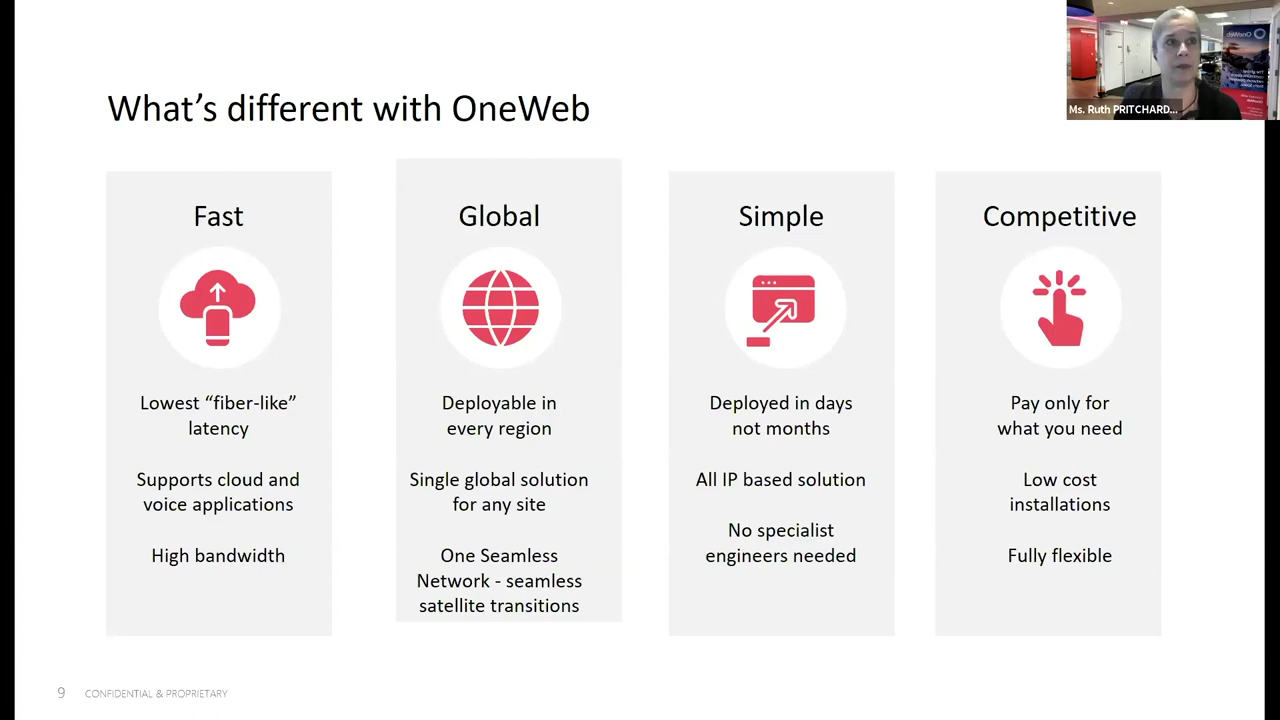 What's different with OneWeb
Ms. Ruth PRITCHARD...
OneWeb
Fast
Lowest “fiber-like”
latency
Supports cloud and
voice applications
High bandwidth
Global
Deployable in
every region
Single global solution
for any site
One Seamless
Network - seamless
satellite transitions
Simple
Deployed in days
not months
All IP based solution
No specialist
engineers needed
Competitive
Pay only for
what you need
Low cost
installations
Fully flexible
9
CONFIDENTIAL & PROPRIETARY